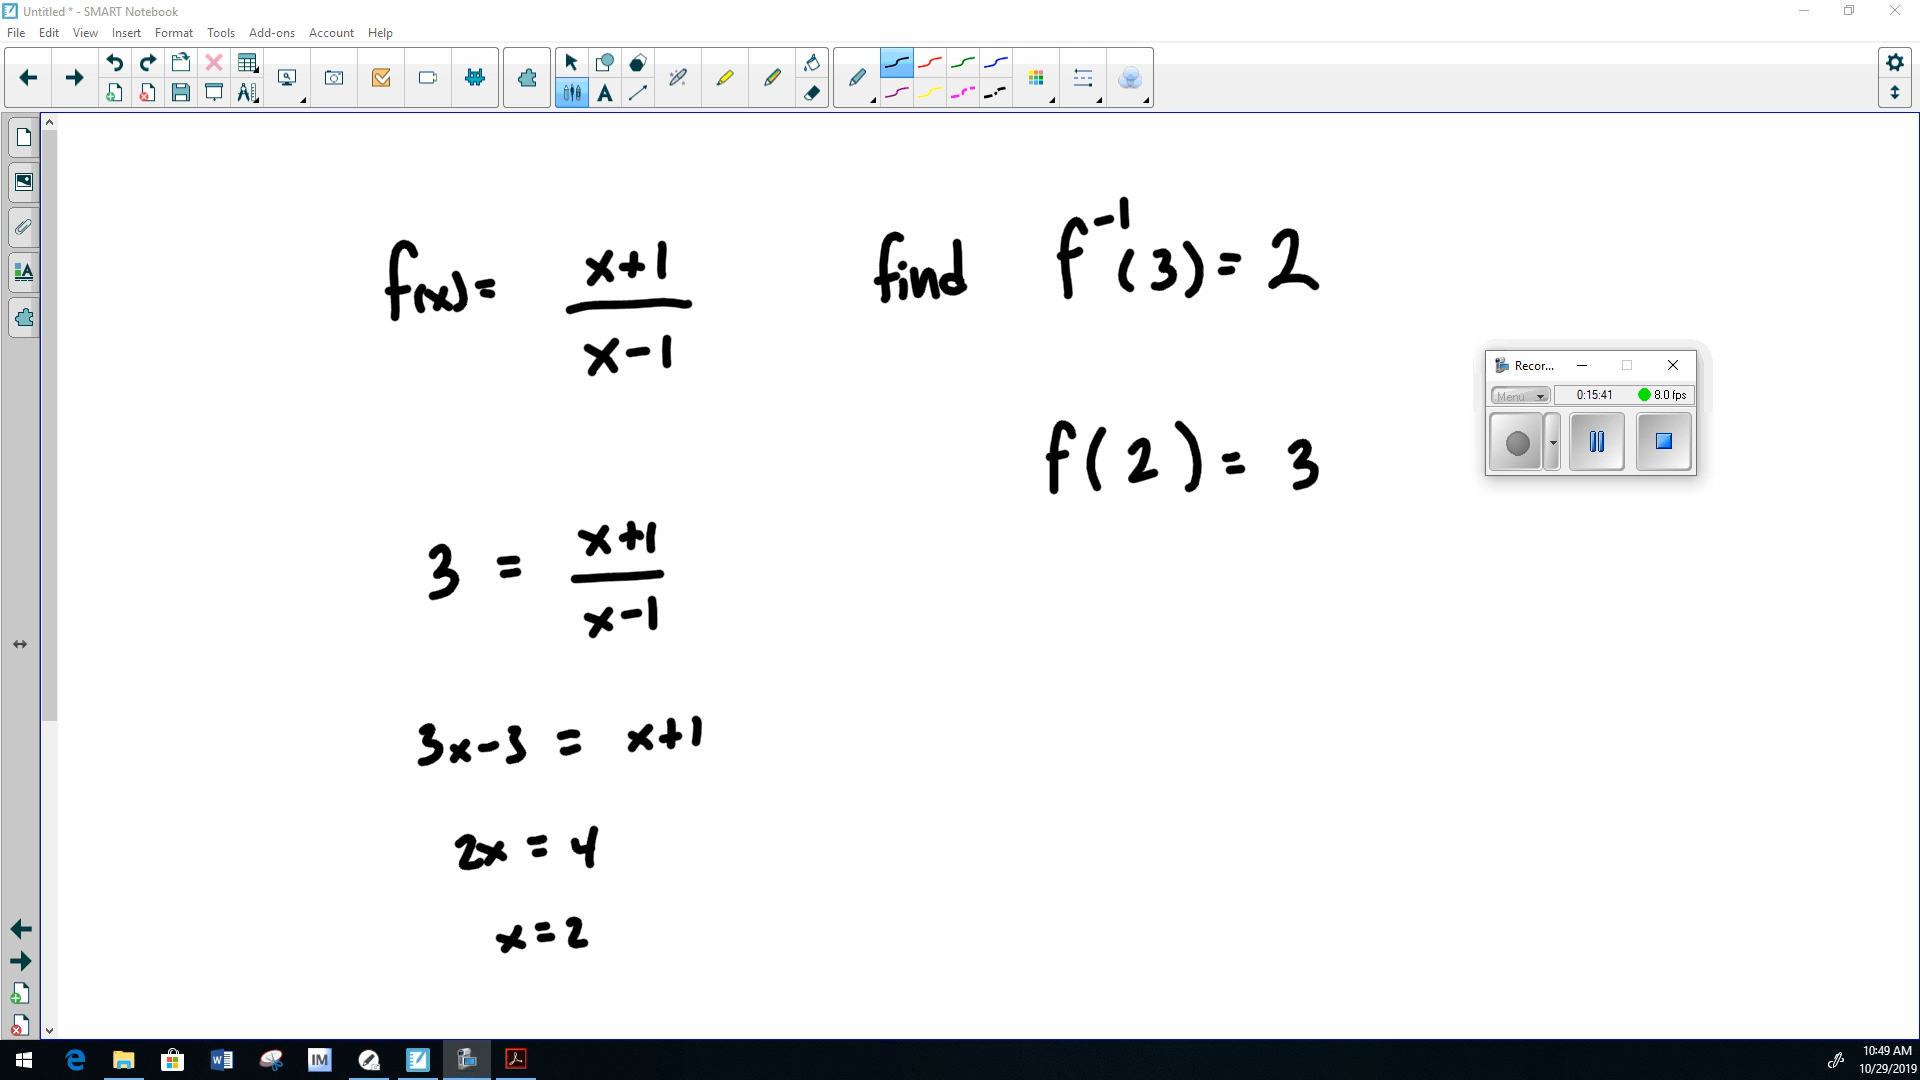 Untitled * - SMART Notebook
File Edit View Insert Format Tools Add-ons Account Help
f(x) = x+1 / x-1
find f⁻¹(3) = 2
Recor...
Menu 0:15:41 8.0 fps
f(2) = 3
3 = x+1 / x-1
3x-3 = x+1
2x = 4
x = 2
IM
10:49 AM
10/29/2019